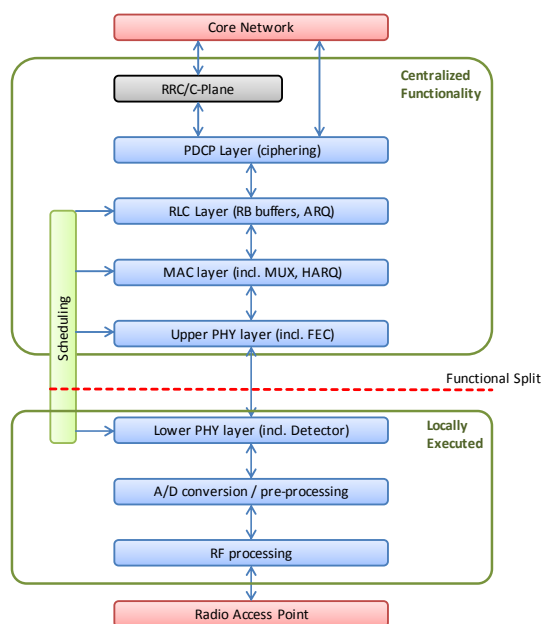 Core Network
Centralized
Functionality
RRC/C-Plane
PDCP Layer (ciphering)
RLC Layer (RB buffers, ARQ)
MAC layer (incl. MUX, HARQ)
Upper PHY layer (incl. FEC)
Scheduling
Functional Split
Lower PHY layer (incl. Detector)
Locally
Executed
A/D conversion / pre-processing
RF processing
Radio Access Point